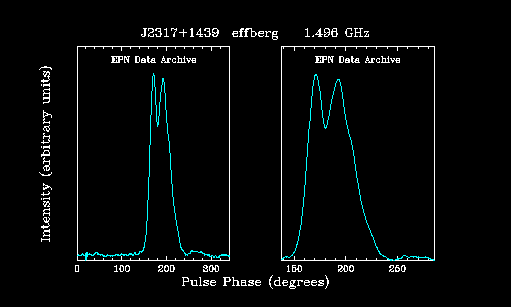 J2317+1439 effberg 1.496 GHz
EPN Data Archive EPN Data Archive
Intensity (arbitrary units)
0 100 200 300 150 200 250
Pulse Phase (degrees)